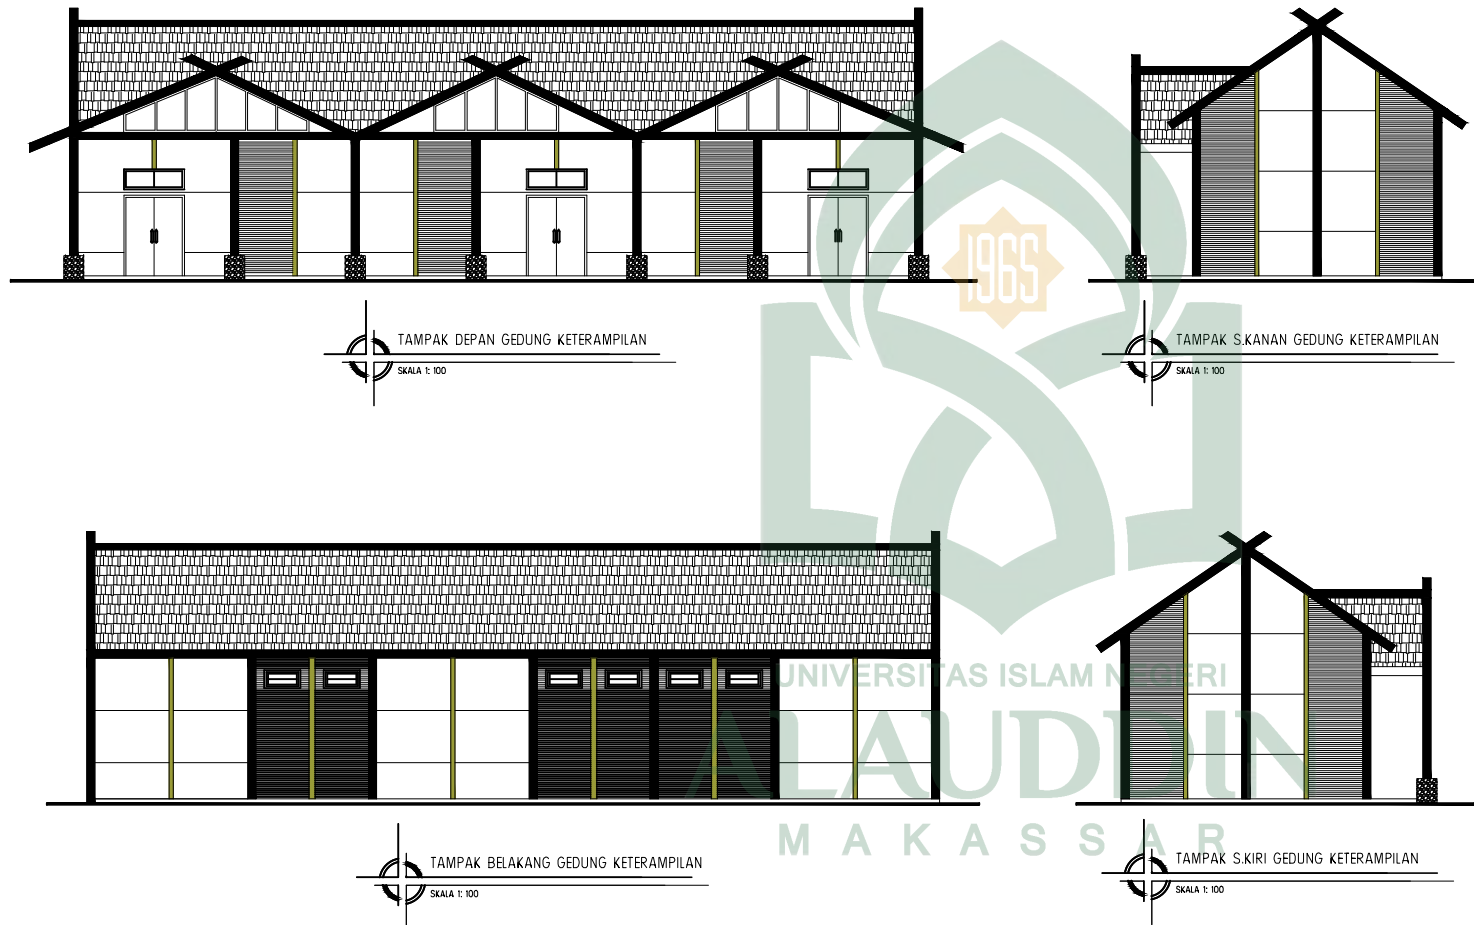 TAMPAK DEPAN GEDUNG KETERAMPILAN
SKALA 1: 100
1965
TAMPAK S.KANAN GEDUNG KETERAMPILAN
SKALA 1: 100
UNIVERSITAS ISLAM NEGERI
ALAUDDIN
MAKASSAR
TAMPAK BELAKANG GEDUNG KETERAMPILAN
SKALA 1: 100
TAMPAK S.KIRI GEDUNG KETERAMPILAN
SKALA 1: 100